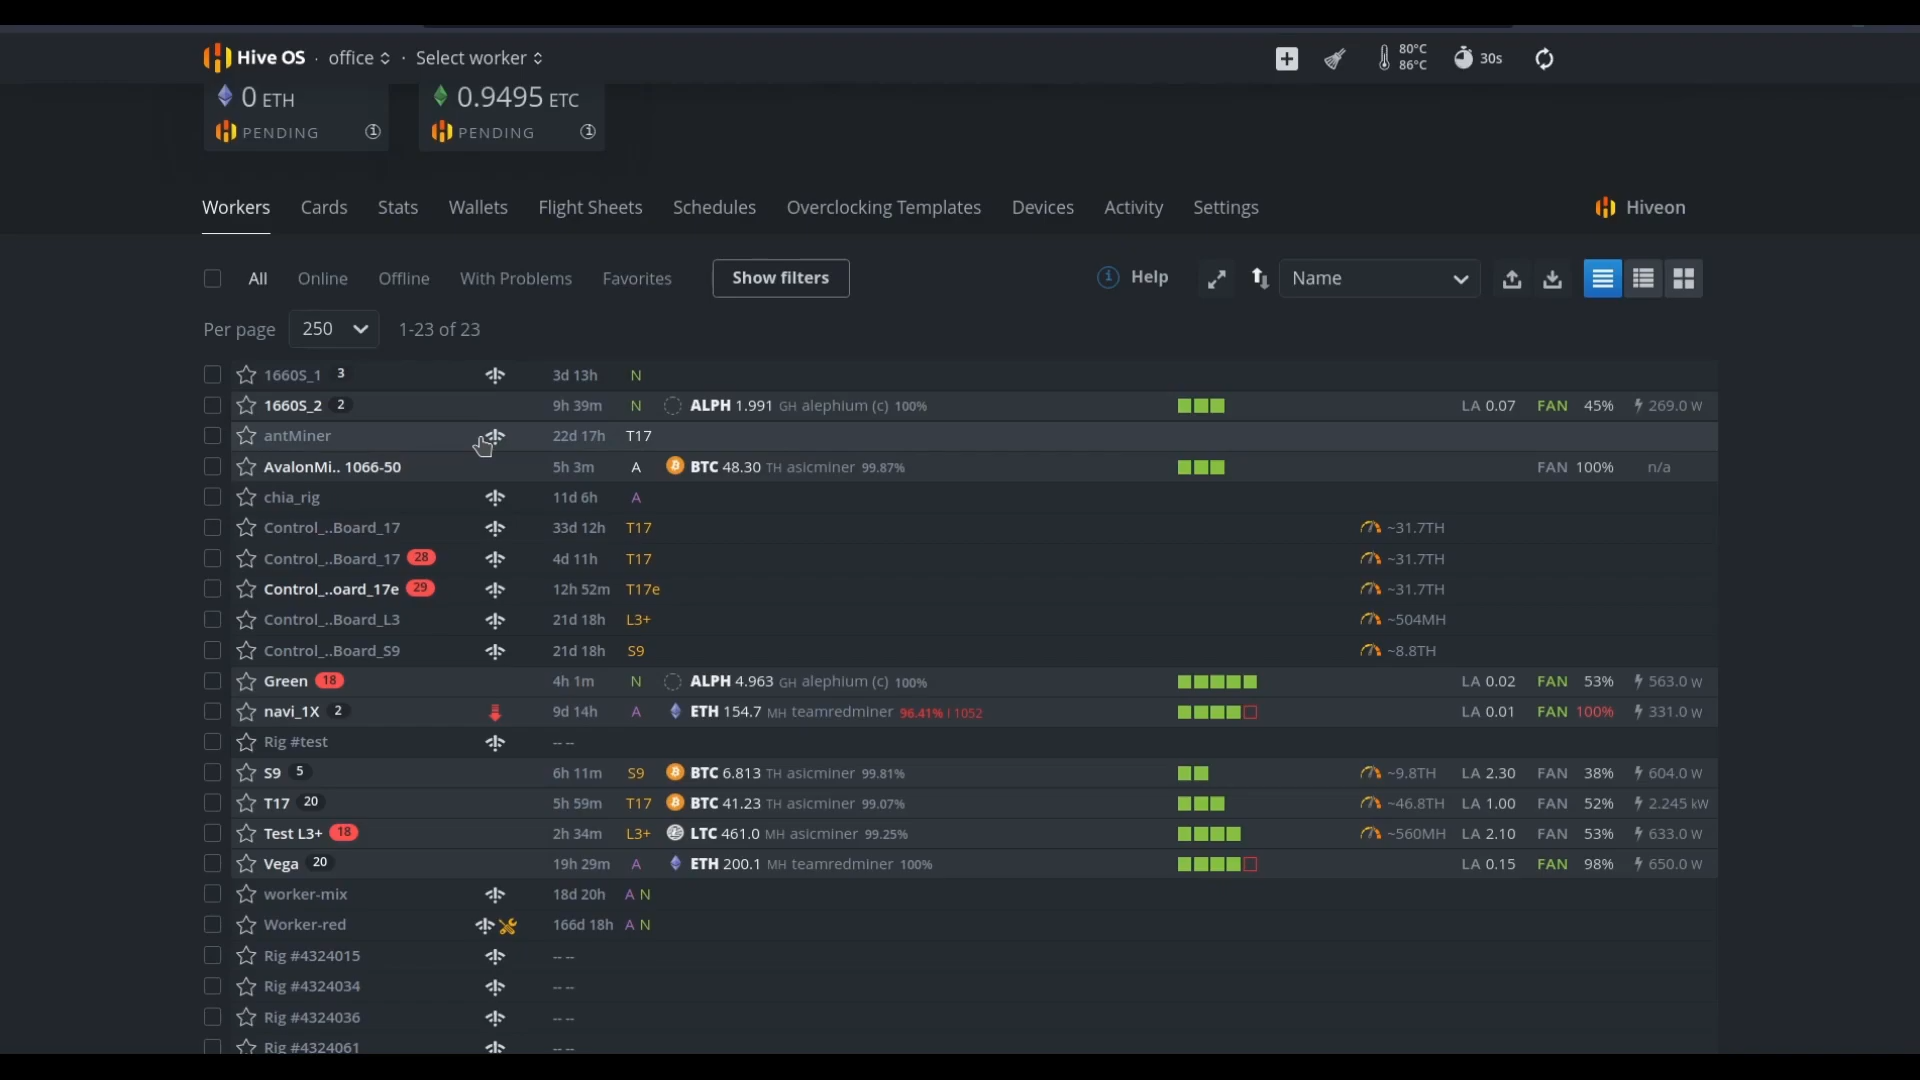 Hive OS · office · Select worker 80°C 86°C 30s
0 ETH 0.9495 ETC
PENDING PENDING
Workers Cards Stats Wallets Flight Sheets Schedules Overclocking Templates Devices Activity Settings Hiveon
All Online Offline With Problems Favorites Show filters Help Name
Per page 250 1-23 of 23
1660S_1 3 3d 13h N
1660S_2 2 9h 39m N ALPH 1.991 GH alephium (c) 100% LA 0.07 FAN 45% 269.0 W
antMiner 22d 17h T17
AvalonMi.. 1066-50 5h 3m A BTC 48.30 TH asicminer 99.87% FAN 100% n/a
chia_rig 11d 6h A
Control_..Board_17 33d 12h T17 ~31.7TH
Control_..Board_17 28 4d 11h T17 ~31.7TH
Control_..oard_17e 29 12h 52m T17e ~31.7TH
Control_..Board_L3 21d 18h L3+ ~504MH
Control_..Board_S9 21d 18h S9 ~8.8TH
Green 18 4h 1m N ALPH 4.963 GH alephium (c) 100% LA 0.02 FAN 53% 563.0 W
navi_1X 2 9d 14h A ETH 154.7 MH teamredminer 96.41% | 1052 LA 0.01 FAN 100% 331.0 W
Rig #test -- --
S9 5 6h 11m S9 BTC 6.813 TH asicminer 99.81% ~9.8TH LA 2.30 FAN 38% 604.0 W
T17 20 5h 59m T17 BTC 41.23 TH asicminer 99.07% ~46.8TH LA 1.00 FAN 52% 2.245 kW
Test L3+ 18 2h 34m L3+ LTC 461.0 MH asicminer 99.25% ~560MH LA 2.10 FAN 53% 633.0 W
Vega 20 19h 29m A ETH 200.1 MH teamredminer 100% LA 0.15 FAN 98% 650.0 W
worker-mix 18d 20h A N
Worker-red 166d 18h A N
Rig #4324015 -- --
Rig #4324034 -- --
Rig #4324036 -- --
Rig #4324061 -- --